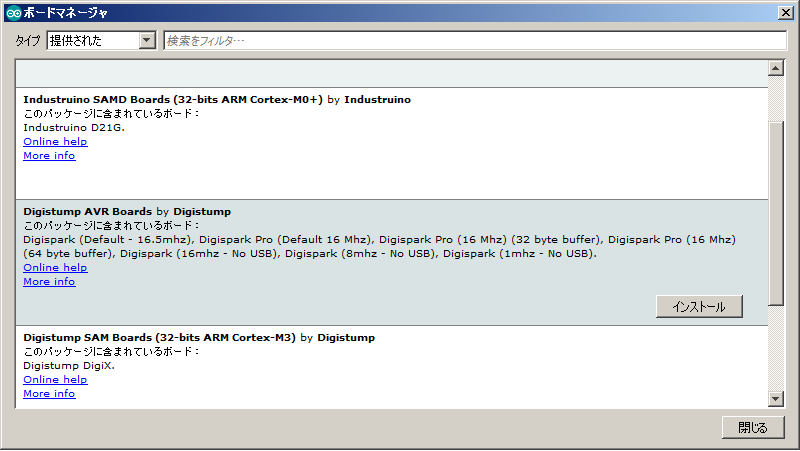 ボードマネージャ
タイプ 提供された 検索をフィルタ…
Industruino SAMD Boards (32-bits ARM Cortex-M0+) by Industruino
このパッケージに含まれているボード：
Industruino D21G.
Online help
More info
Digistump AVR Boards by Digistump
このパッケージに含まれているボード：
Digispark (Default - 16.5mhz), Digispark Pro (Default 16 Mhz), Digispark Pro (16 Mhz) (32 byte buffer), Digispark Pro (16 Mhz)
(64 byte buffer), Digispark (16mhz - No USB), Digispark (8mhz - No USB), Digispark (1mhz - No USB).
Online help
More info
インストール
Digistump SAM Boards (32-bits ARM Cortex-M3) by Digistump
このパッケージに含まれているボード：
Digistump DigiX.
Online help
More info
閉じる